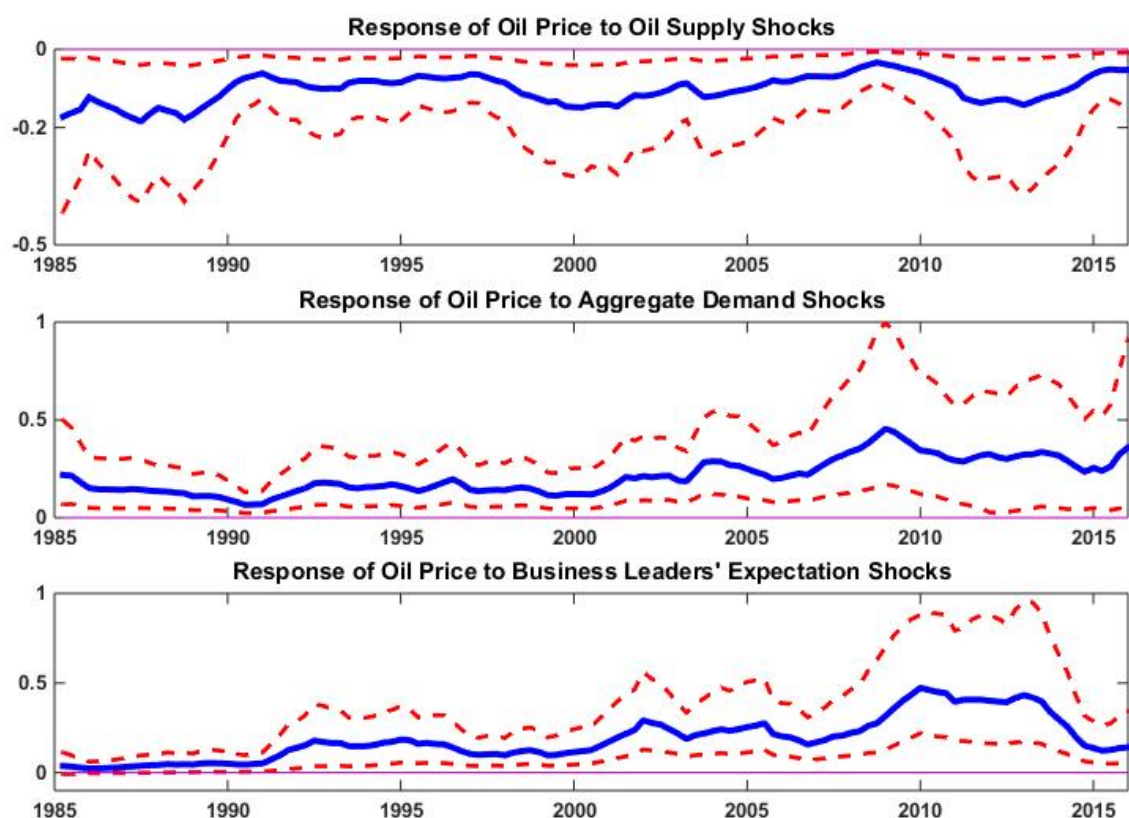 Response of Oil Price to Oil Supply Shocks
0
-0.2
-0.5
1985 1990 1995 2000 2005 2010 2015
Response of Oil Price to Aggregate Demand Shocks
1
0.5
0
1985 1990 1995 2000 2005 2010 2015
Response of Oil Price to Business Leaders' Expectation Shocks
1
0.5
0
1985 1990 1995 2000 2005 2010 2015